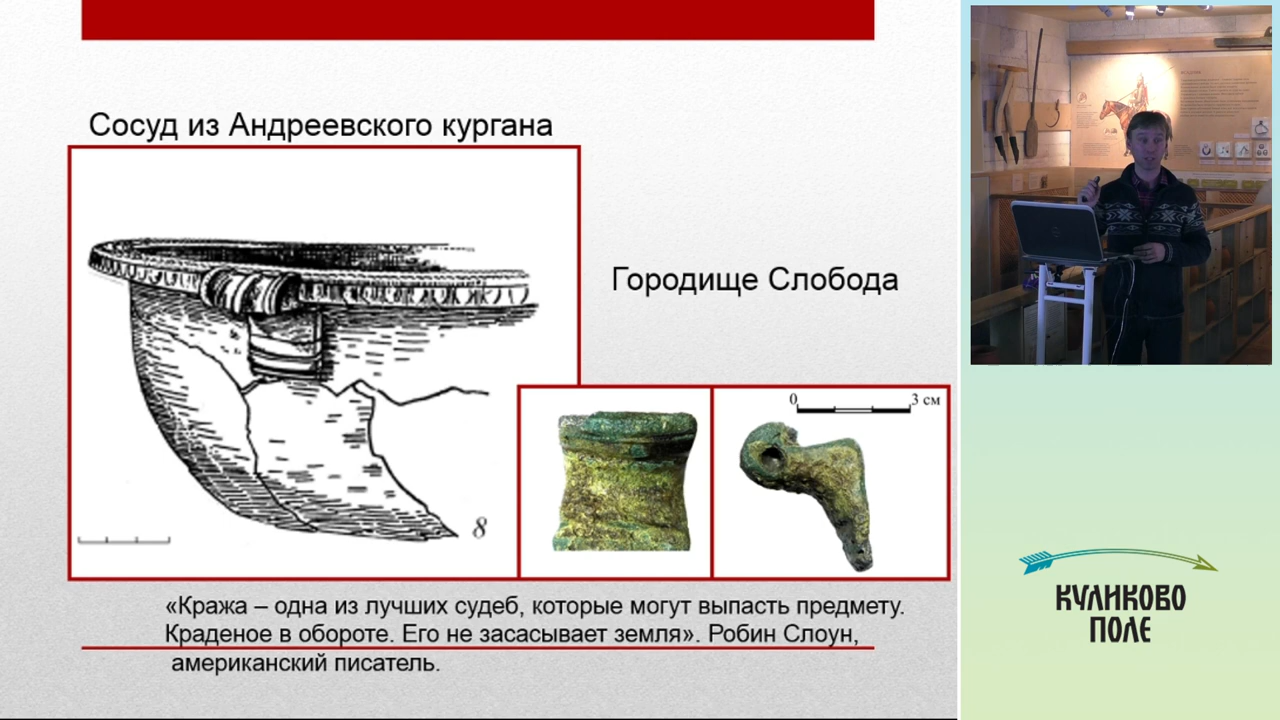 Сосуд из Андреевского кургана
Городище Слобода
0 3 см
8
«Кража – одна из лучших судеб, которые могут выпасть предмету.
Краденое в обороте. Его не засасывает земля». Робин Слоун,
американский писатель.
КУЛИКОВО
ПОЛЕ